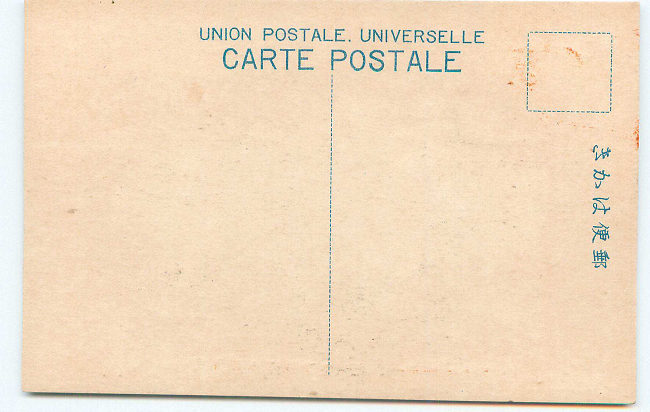 UNION POSTALE. UNIVERSELLE
CARTE POSTALE
郵便はかき